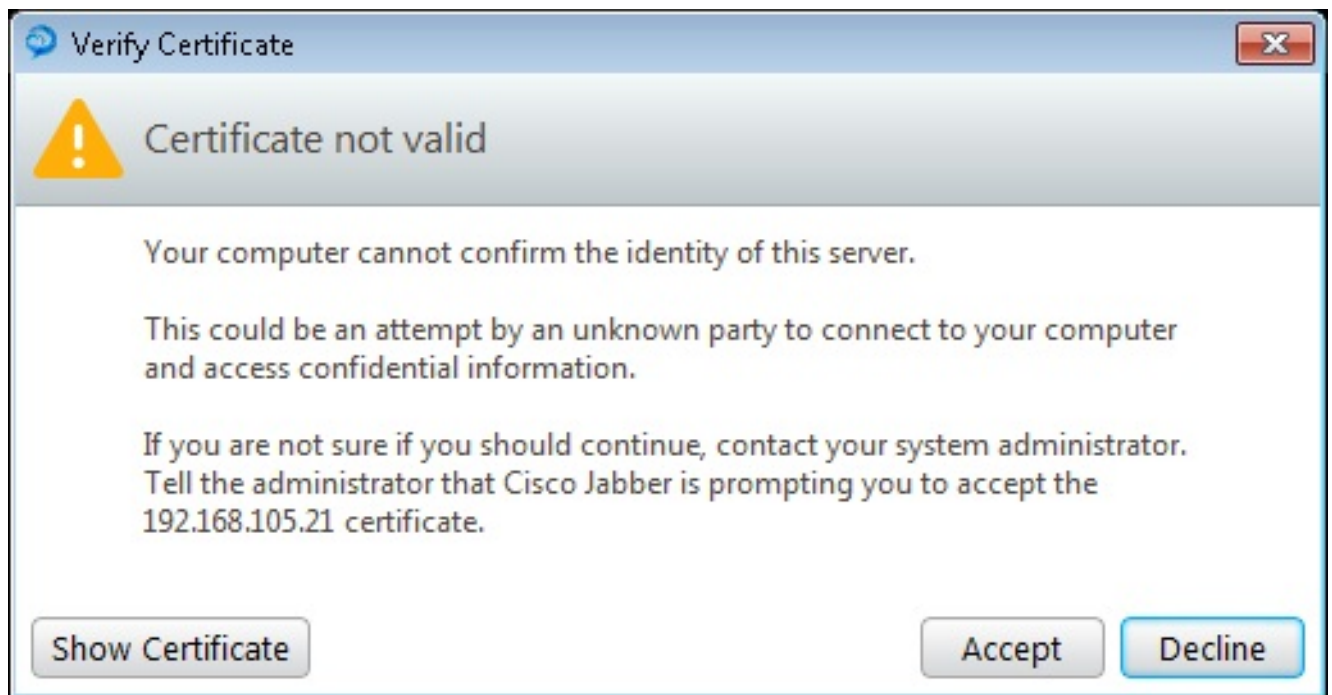 Verify Certificate
Certificate not valid
Your computer cannot confirm the identity of this server.
This could be an attempt by an unknown party to connect to your computer
and access confidential information.
If you are not sure if you should continue, contact your system administrator.
Tell the administrator that Cisco Jabber is prompting you to accept the
192.168.105.21 certificate.
Show Certificate
Accept
Decline